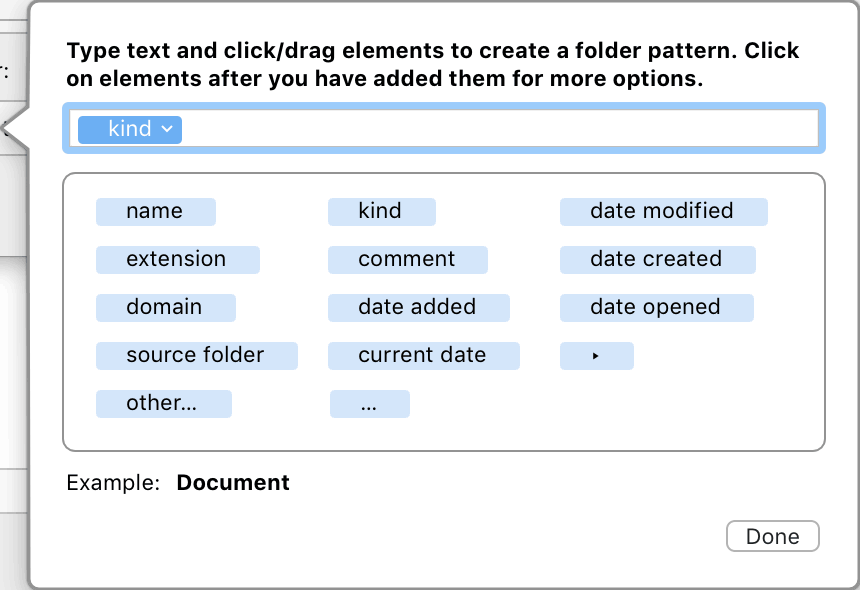 Type text and click/drag elements to create a folder pattern. Click
on elements after you have added them for more options.
kind
name kind date modified
extension comment date created
domain date added date opened
source folder current date ▸
other... ...
Example: Document
Done